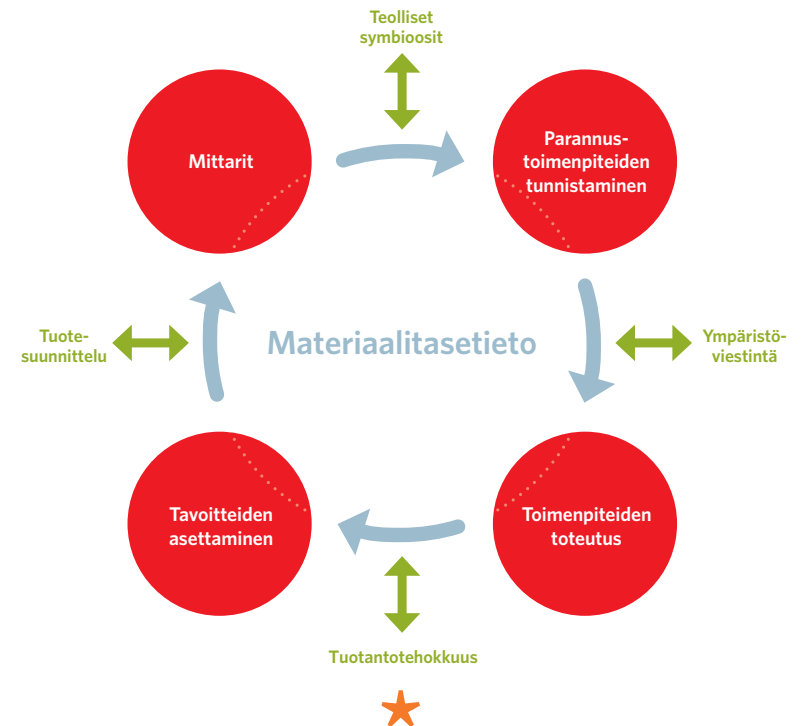 Teolliset
symbioosit
Mittarit
Parannus-
toimenpiteiden
tunnistaminen
Tuote-
suunnittelu
Materiaalitasetieto
Ympäristö-
viestintä
Tavoitteiden
asettaminen
Toimenpiteiden
toteutus
Tuotantotehokkuus